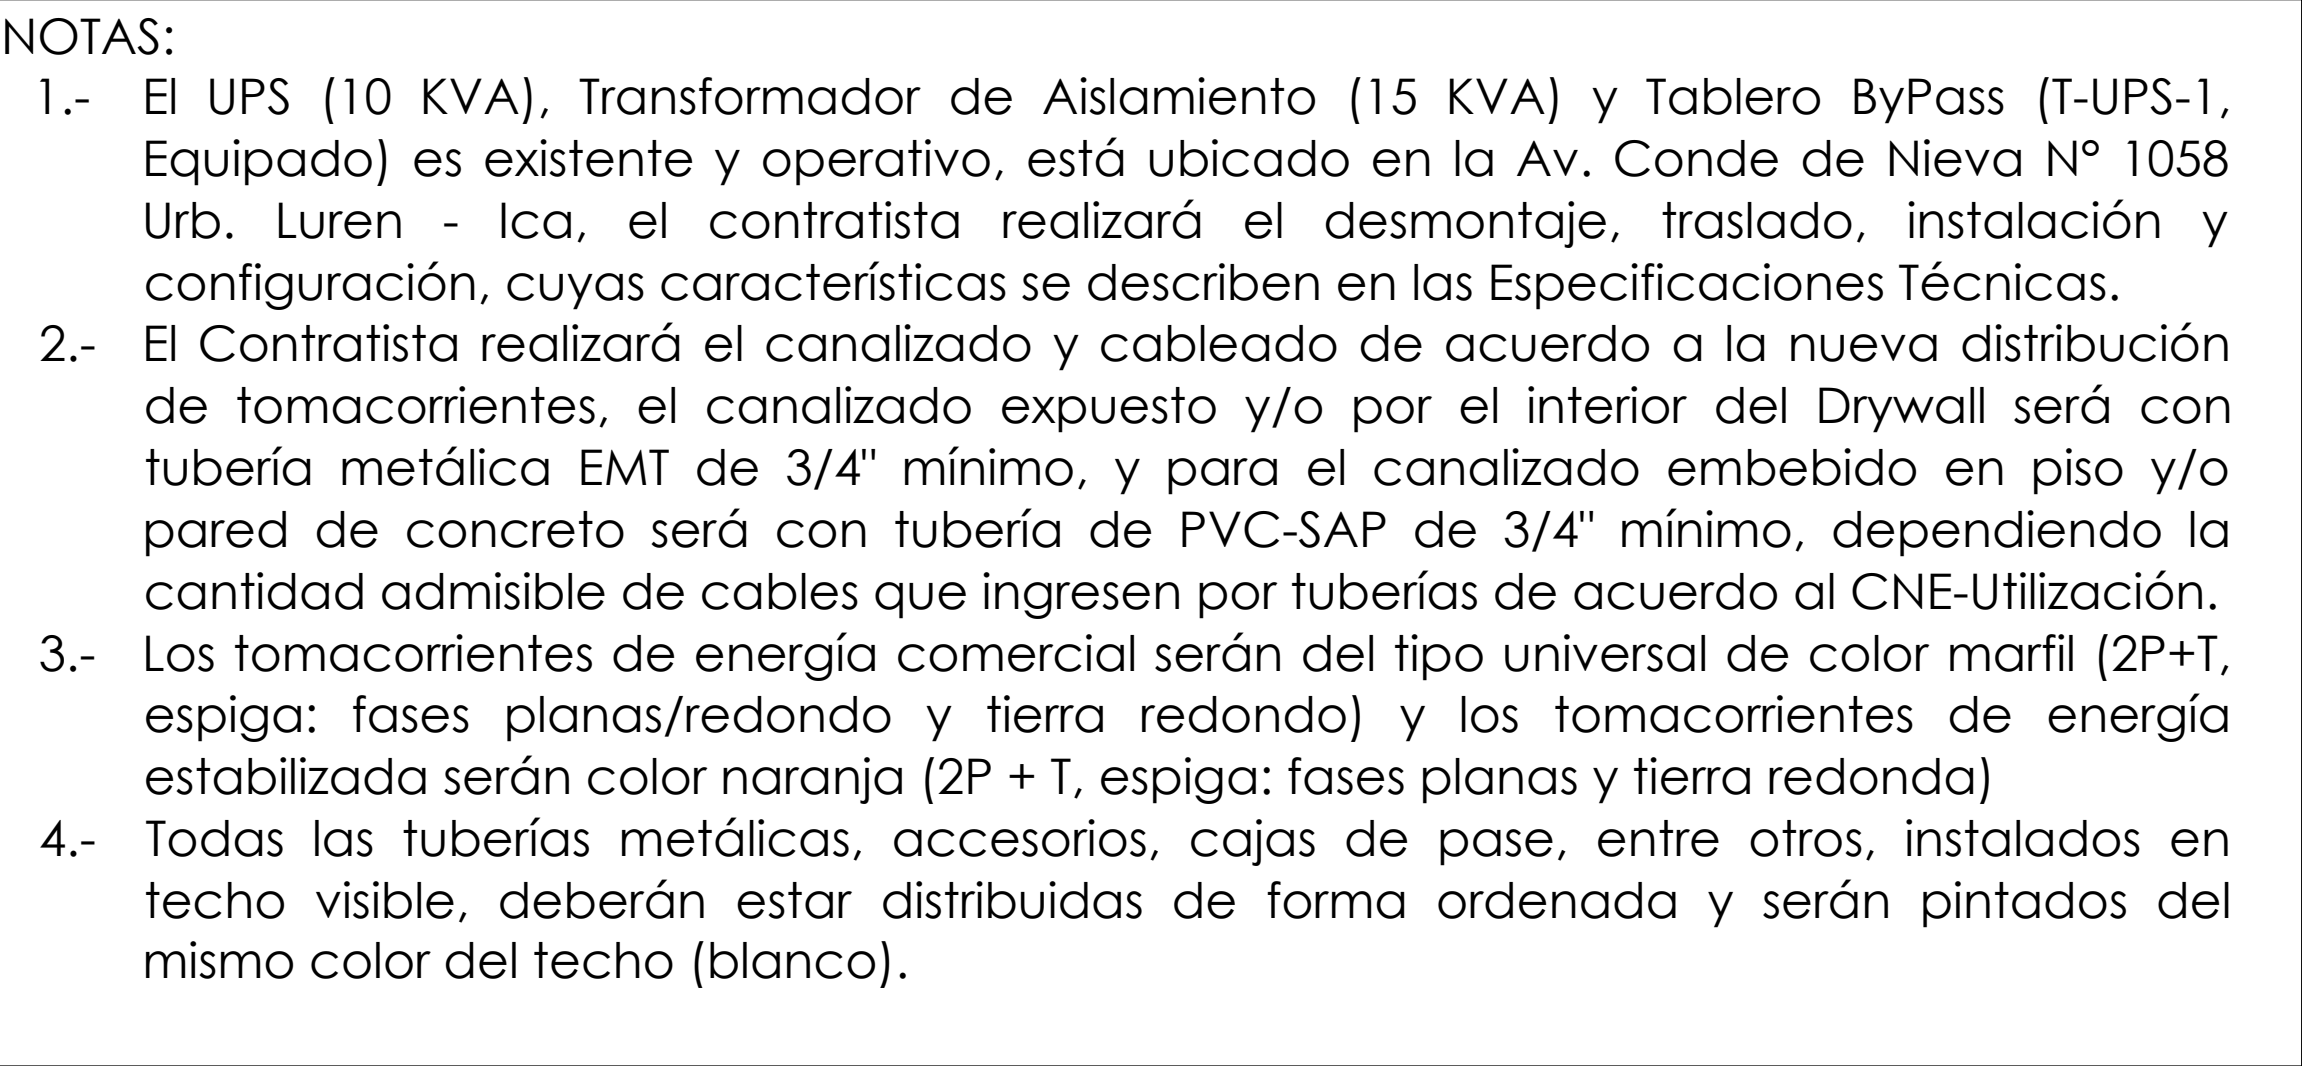 NOTAS:
1.- El UPS (10 KVA), Transformador de Aislamiento (15 KVA) y Tablero ByPass (T-UPS-1,
Equipado) es existente y operativo, está ubicado en la Av. Conde de Nieva N° 1058
Urb. Luren - Ica, el contratista realizará el desmontaje, traslado, instalación y
configuración, cuyas características se describen en las Especificaciones Técnicas.
2.- El Contratista realizará el canalizado y cableado de acuerdo a la nueva distribución
de tomacorrientes, el canalizado expuesto y/o por el interior del Drywall será con
tubería metálica EMT de 3/4" mínimo, y para el canalizado embebido en piso y/o
pared de concreto será con tubería de PVC-SAP de 3/4" mínimo, dependiendo la
cantidad admisible de cables que ingresen por tuberías de acuerdo al CNE-Utilización.
3.- Los tomacorrientes de energía comercial serán del tipo universal de color marfil (2P+T,
espiga: fases planas/redondo y tierra redondo) y los tomacorrientes de energía
estabilizada serán color naranja (2P + T, espiga: fases planas y tierra redonda)
4.- Todas las tuberías metálicas, accesorios, cajas de pase, entre otros, instalados en
techo visible, deberán estar distribuidas de forma ordenada y serán pintados del
mismo color del techo (blanco).